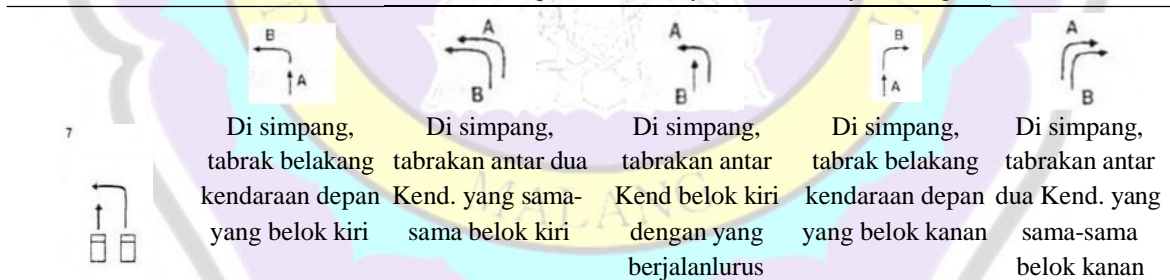 B
A
Di simpang,
tabrak belakang
kendaraan depan
yang belok kiri
A
B
Di simpang,
tabrakan antar dua
Kend. yang sama-
sama belok kiri
A
B
Di simpang,
tabrakan antar
Kend belok kiri
dengan yang
berjalanlurus
B
A
Di simpang,
tabrak belakang
kendaraan depan
yang belok kanan
A
B
Di simpang,
tabrakan antar
dua Kend. yang
sama-sama
belok kanan
7
MALANG